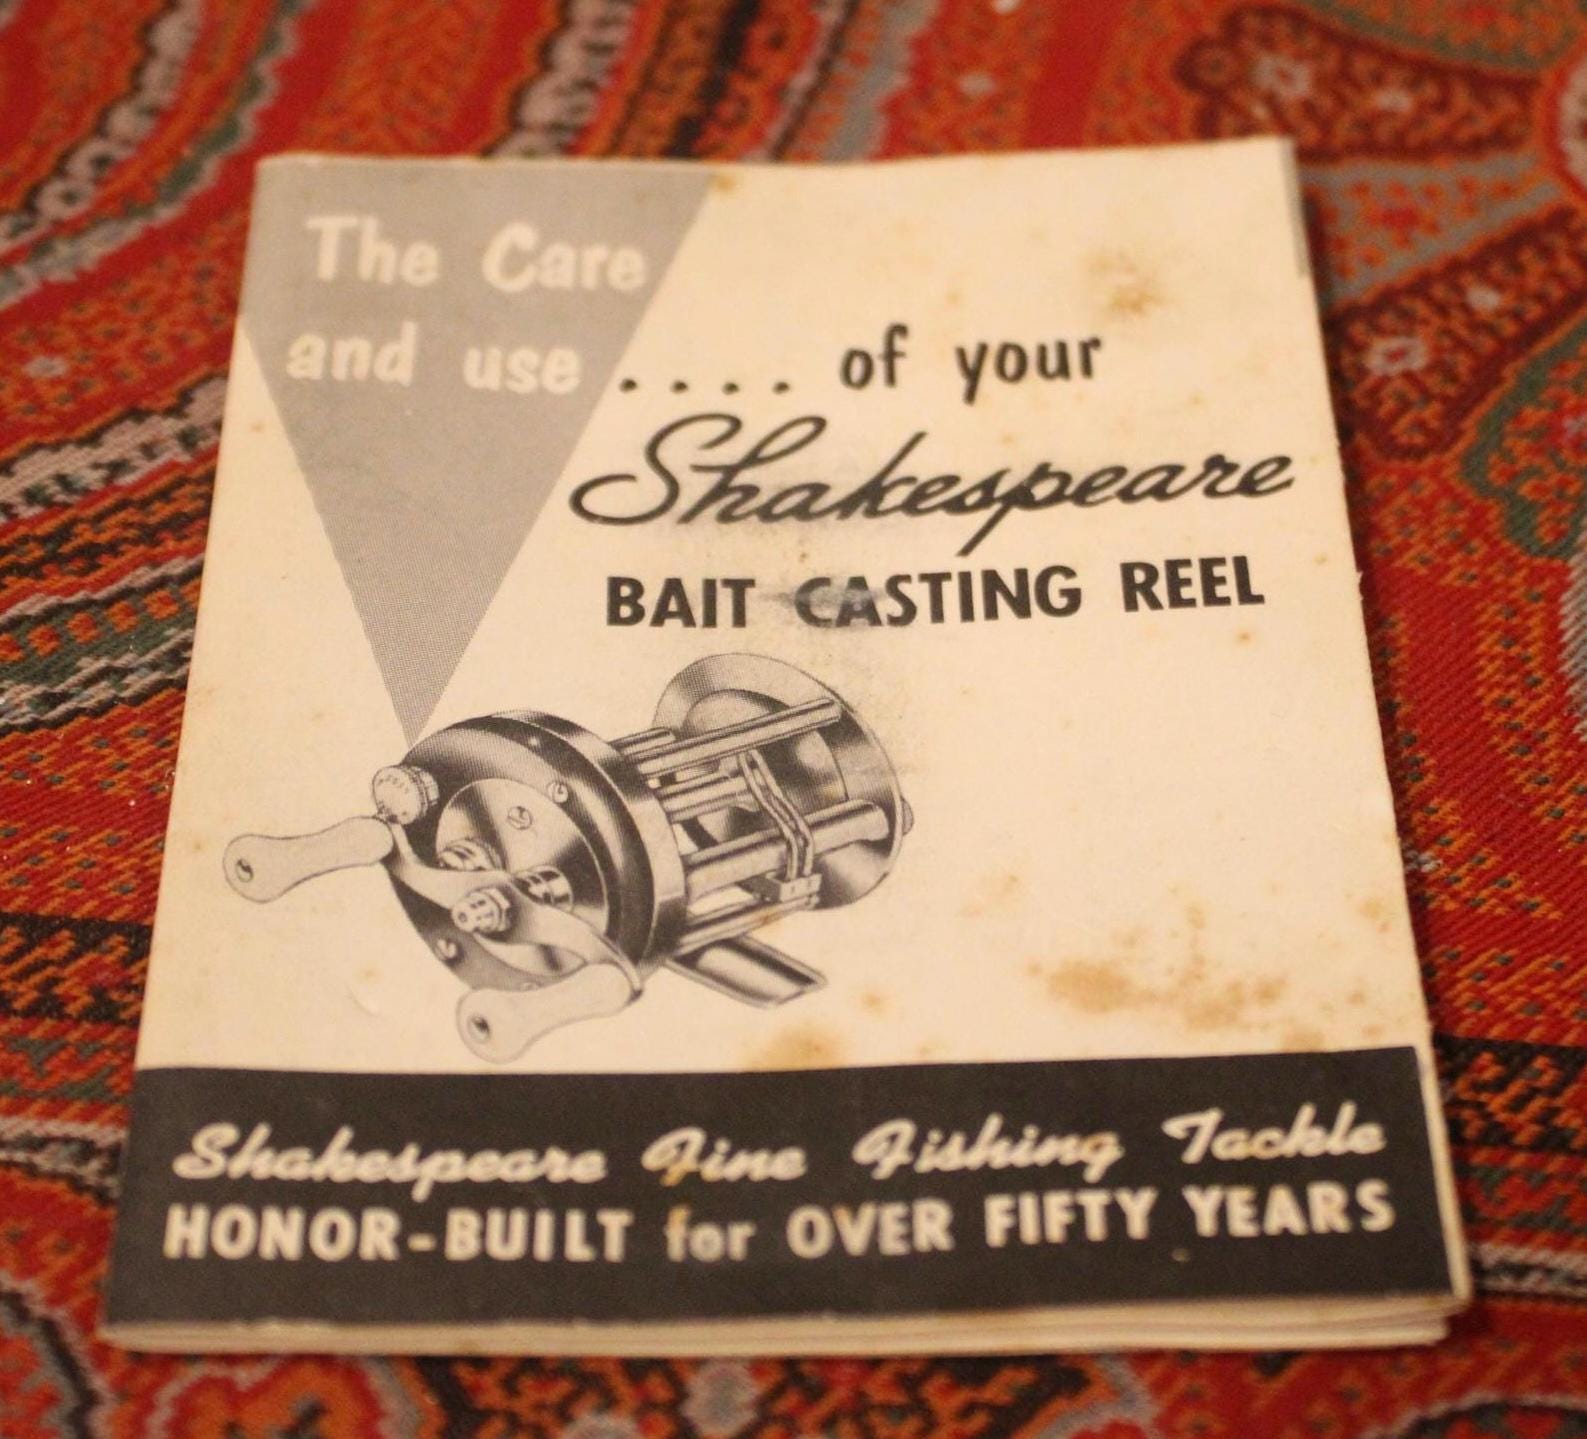 The Care
and use .... of your
Shakespeare
BAIT CASTING REEL
Shakespeare Fine Fishing Tackle
HONOR-BUILT for OVER FIFTY YEARS